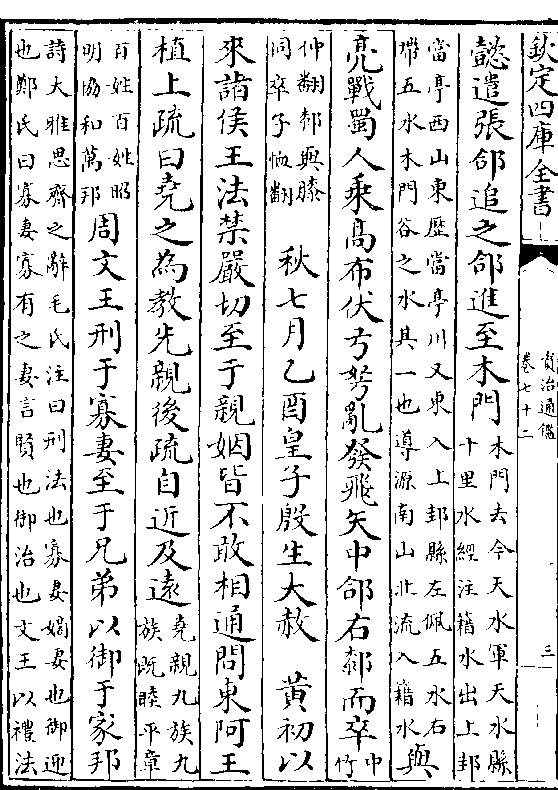 欽定四庫全書
資治通鑑
卷七十二
三
懿遣張郃追之郃進至木門
木門去今天水軍天水縣
十里水經注籍水出上邽
當亭西山東歷當亭川又東入上邽縣左佩五水右
帶五水木門谷之水其一也導源南山北流入籍水
與
亮戰蜀人乘高布伏弓弩亂發飛矢中郃右䣛而卒
中
竹
仲翻䣛與膝
同卒子恤翻
秋七月乙酉皇子殷生大赦　黄初以
來諸侯王法禁嚴切至于親姻皆不敢相通問東阿王
植上疏曰堯之為教先親後疏自近及遠
堯親九族九
族既睦平章
百姓百姓昭
明協和萬邦
周文王刑于寡妻至于兄弟以御于家邦
詩大雅思齊之辭毛氏注曰刑法也寡妻嫡妻也御迎
也鄭氏曰寡妻寡有之妻言賢也御治也文王以禮法